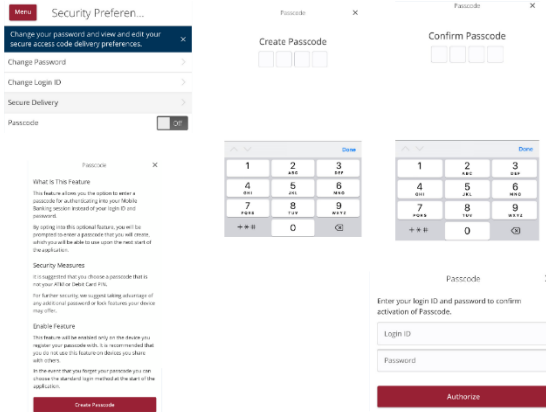 Menu
Security Preferen...
Change your password and view and edit your
secure access code delivery preferences.
×
Change Password
Change Login ID
Secure Delivery
Passcode
Off
Passcode ×
What Is This Feature
This feature allows you the option to enter a
passcode for authenticating into your Mobile
Banking session instead of your login ID and
password.
By opting into this optional feature, you will be
prompted to enter a passcode that you will create,
which you will be able to use upon the next start of
the application.
Security Measures
It is suggested that you choose a passcode that is
not your ATM or Debit Card PIN.
For further security, we suggest taking advantage of
any additional password or lock features your device
may offer.
Enable Feature
This feature will be enabled only on the device you
register your passcode with. It is recommended that
you do not use this feature on devices you share
with others.
In the event that you forget your passcode you can
choose the standard login method at the start of the
application.
Create Passcode
Passcode ×
Create Passcode
Done
1 2 3
ABC DEF
4 5 6
GHI JKL MNO
7 8 9
PQRS TUV WXYZ
+*# 0
Passcode ×
Confirm Passcode
Done
1 2 3
ABC DEF
4 5 6
GHI JKL MNO
7 8 9
PQRS TUV WXYZ
+*# 0
Passcode
Enter your login ID and password to confirm
activation of Passcode.
Login ID
Password
Authorize